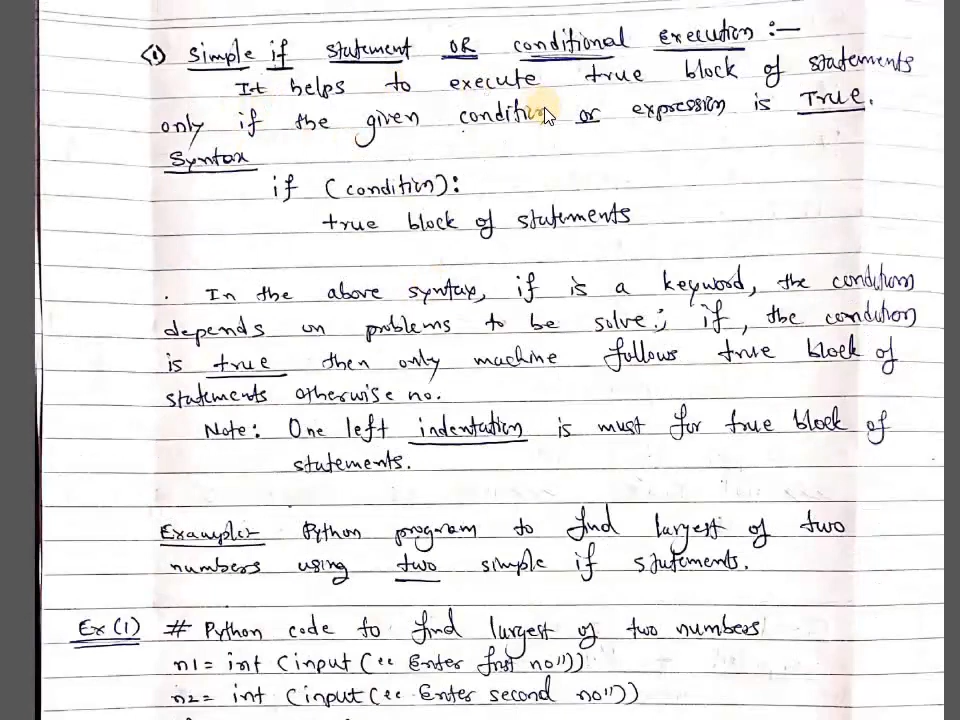 <1> Simple if statement OR conditional execution :-
It helps to execute true block of statements
only if the given condition or expression is True.
Syntax
if (condition):
true block of statements
. In the above syntax, if is a keyword, the condition
depends on problems to be solve; if, the condition
is true then only machine follows true block of
statements otherwise no.
Note: One left indentation is must for true block of
statements.
Example:- Python program to find largest of two
numbers using two simple if statements.
Ex (1) # Python code to find largest of two numbers
n1 = int (input ("Enter first no"))
n2 = int (input ("Enter second no"))